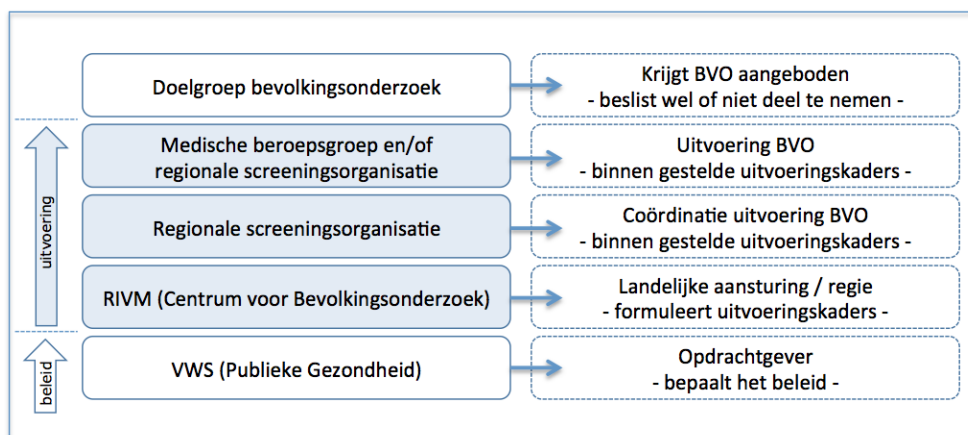 Doelgroep bevolkingsonderzoek
Krijgt BVO aangeboden
- beslist wel of niet deel te nemen -
Medische beroepsgroep en/of
regionale screeningsorganisatie
Uitvoering BVO
- binnen gestelde uitvoeringskaders -
Regionale screeningsorganisatie
Coördinatie uitvoering BVO
- binnen gestelde uitvoeringskaders -
RIVM (Centrum voor Bevolkingsonderzoek)
Landelijke aansturing / regie
- formuleert uitvoeringskaders -
uitvoering
VWS (Publieke Gezondheid)
Opdrachtgever
- bepaalt het beleid -
beleid